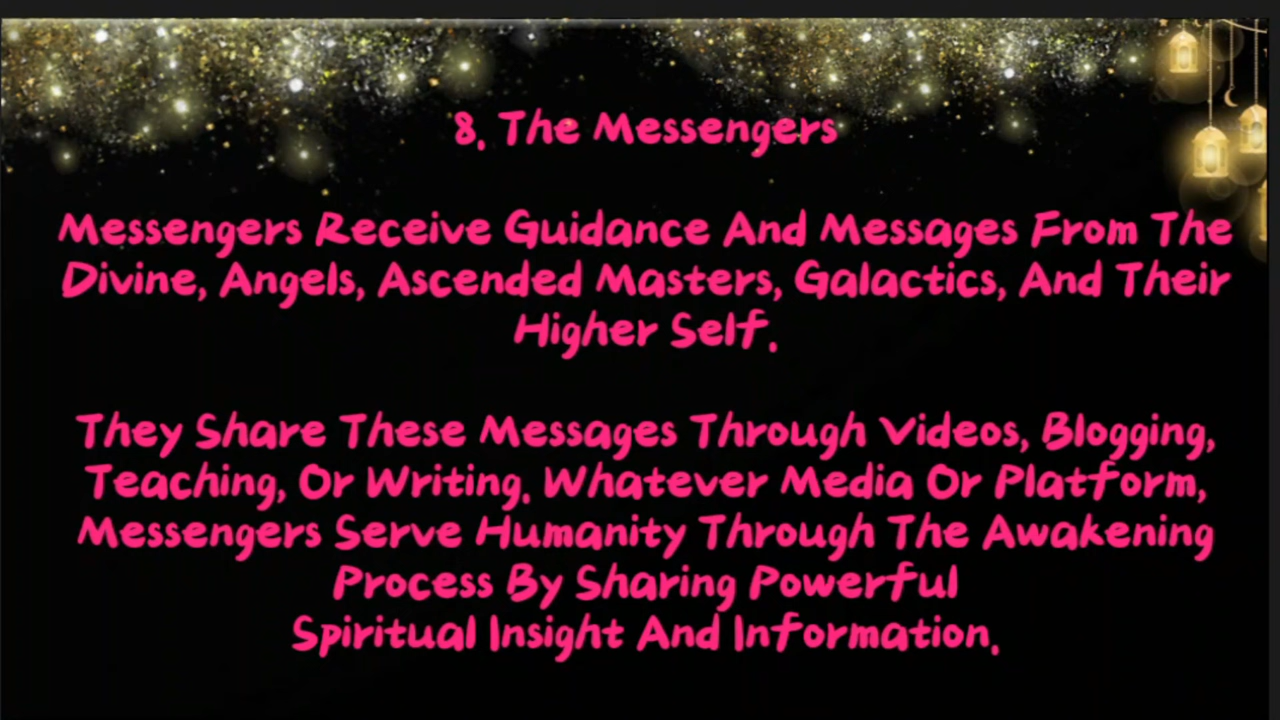 8. The Messengers
Messengers Receive Guidance And Messages From The
Divine, Angels, Ascended Masters, Galactics, And Their
Higher Self.
They Share These Messages Through Videos, Blogging,
Teaching, Or Writing. Whatever Media Or Platform,
Messengers Serve Humanity Through The Awakening
Process By Sharing Powerful
Spiritual Insight And Information.